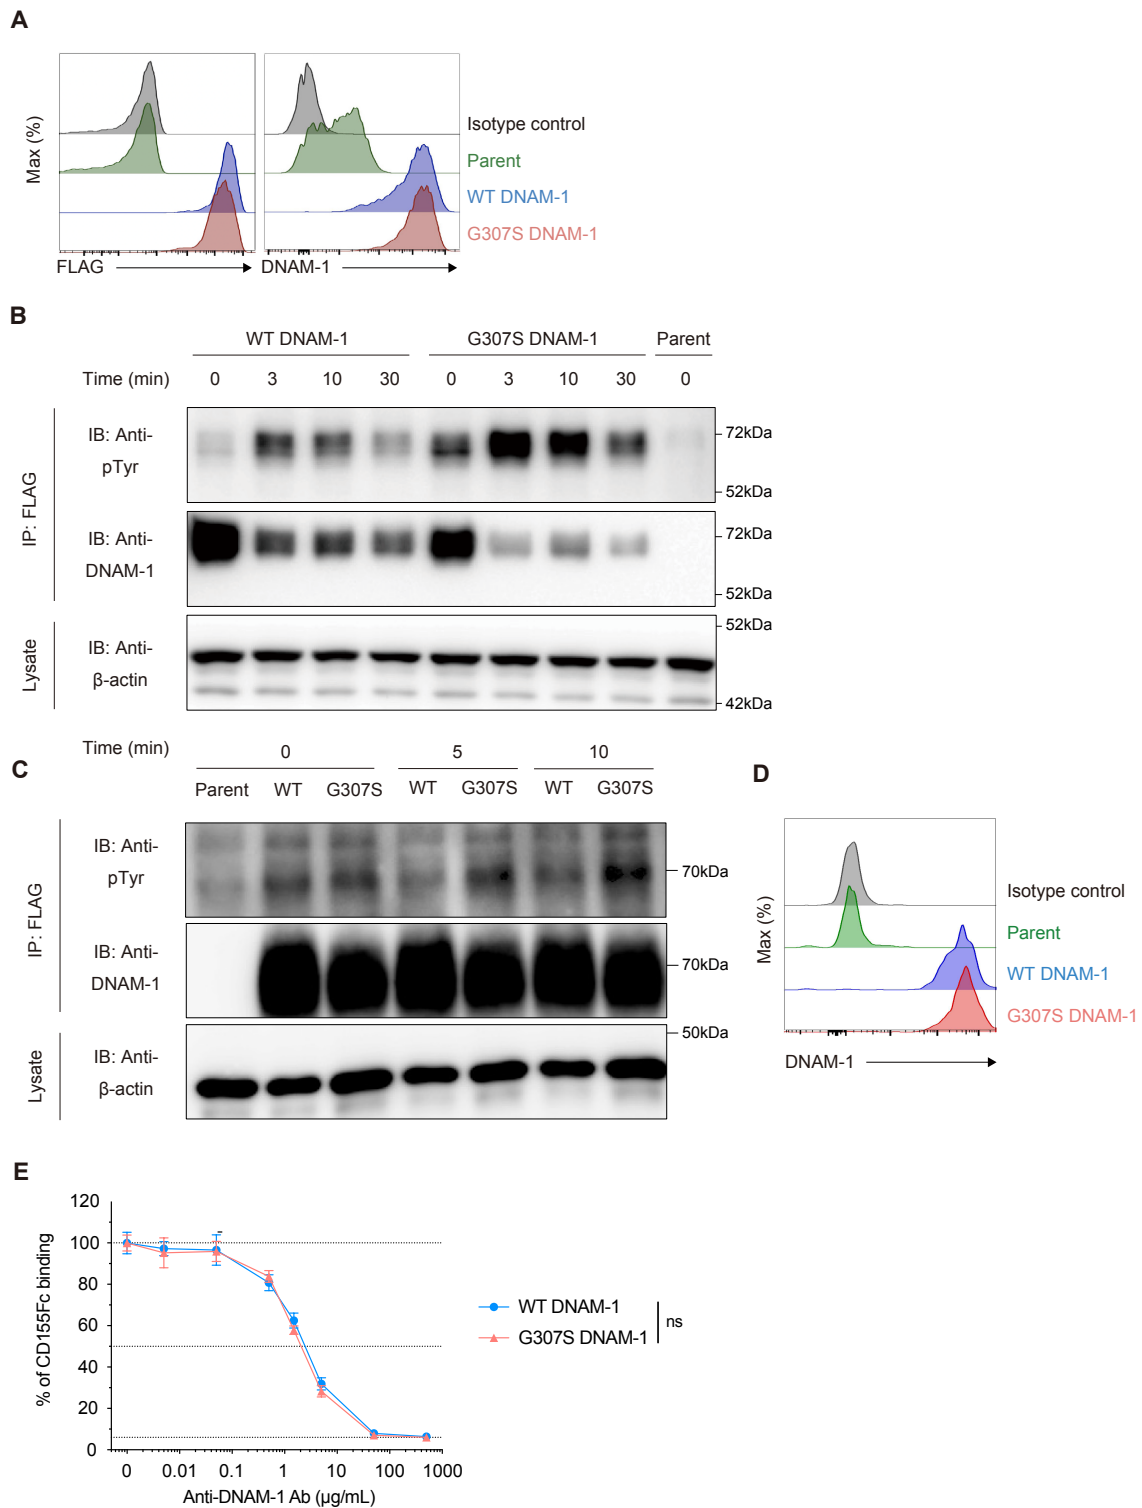 A
Max (%)
Isotype control
Parent
WT DNAM-1
G307S DNAM-1
FLAG
DNAM-1
B
WT DNAM-1
G307S DNAM-1
Parent
Time (min)
0
3
10
30
0
3
10
30
0
IP: FLAG
IB: Anti-
pTyr
72kDa
52kDa
IB: Anti-
DNAM-1
72kDa
52kDa
Lysate
IB: Anti-
β-actin
52kDa
42kDa
C
Time (min)
0
5
10
Parent
WT
G307S
WT
G307S
WT
G307S
IP: FLAG
IB: Anti-
pTyr
70kDa
IB: Anti-
DNAM-1
70kDa
Lysate
IB: Anti-
β-actin
50kDa
D
Max (%)
Isotype control
Parent
WT DNAM-1
G307S DNAM-1
DNAM-1
E
% of CD155Fc binding
120
100
80
60
40
20
0
0
0.01
0.1
1
10
100
1000
Anti-DNAM-1 Ab (μg/mL)
WT DNAM-1
G307S DNAM-1
ns